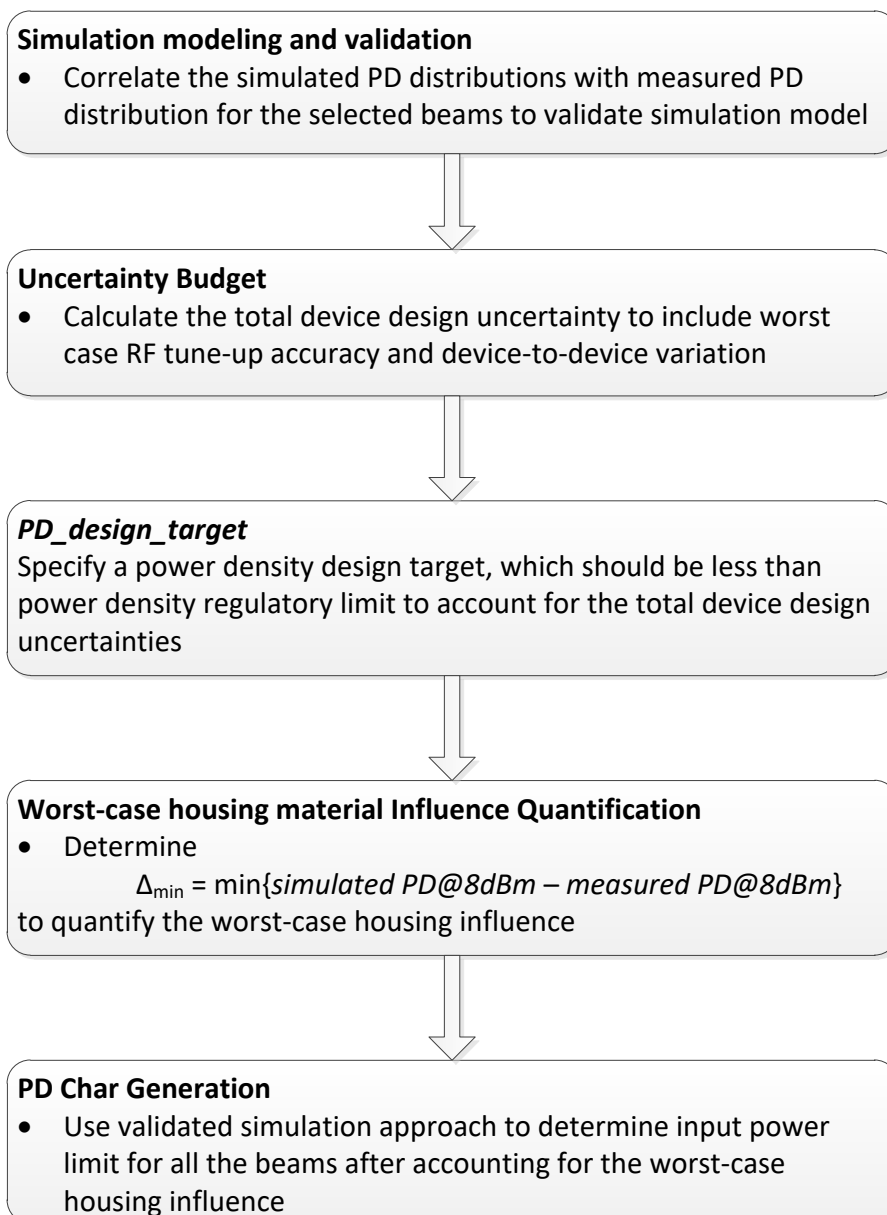 Simulation modeling and validation
• Correlate the simulated PD distributions with measured PD
distribution for the selected beams to validate simulation model
Uncertainty Budget
• Calculate the total device design uncertainty to include worst
case RF tune-up accuracy and device-to-device variation
PD_design_target
Specify a power density design target, which should be less than
power density regulatory limit to account for the total device design
uncertainties
Worst-case housing material Influence Quantification
• Determine
Δmin = min{simulated PD@8dBm – measured PD@8dBm}
to quantify the worst-case housing influence
PD Char Generation
• Use validated simulation approach to determine input power
limit for all the beams after accounting for the worst-case
housing influence